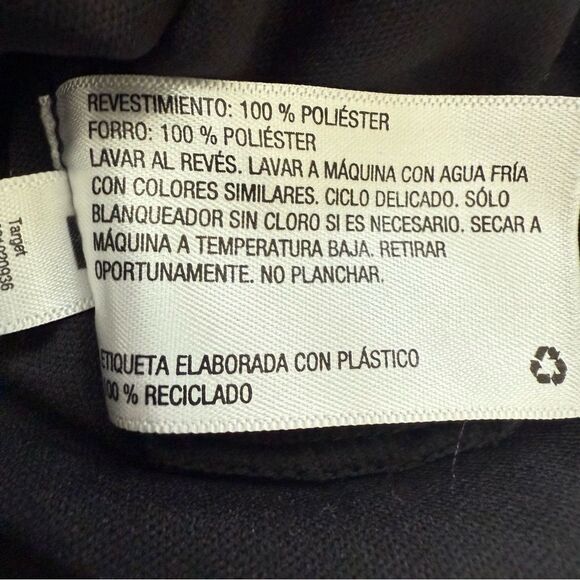 REVESTIMIENTO: 100 % POLIÉSTER
FORRO: 100 % POLIÉSTER
LAVAR AL REVÉS. LAVAR A MÁQUINA CON AGUA FRÍA
CON COLORES SIMILARES. CICLO DELICADO. SÓLO
BLANQUEADOR SIN CLORO SI ES NECESARIO. SECAR A
MÁQUINA A TEMPERATURA BAJA. RETIRAR
OPORTUNAMENTE. NO PLANCHAR.
ETIQUETA ELABORADA CON PLÁSTICO
100 % RECICLADO
Target